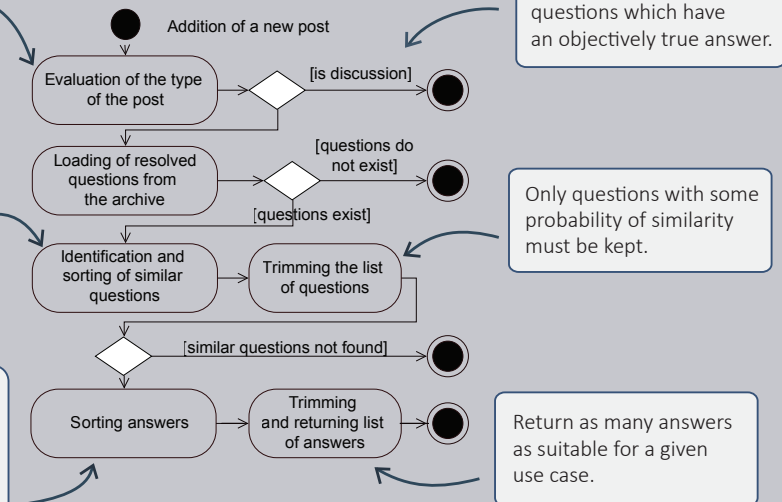 questions which have
an objectively true answer.
Addition of a new post
Evaluation of the type
of the post
[is discussion]
Loading of resolved
questions from
the archive
[questions do
not exist]
[questions exist]
Only questions with some
probability of similarity
must be kept.
Identification and
sorting of similar
questions
Trimming the list
of questions
[similar questions not found]
Sorting answers
Trimming
and returning list
of answers
Return as many answers
as suitable for a given
use case.